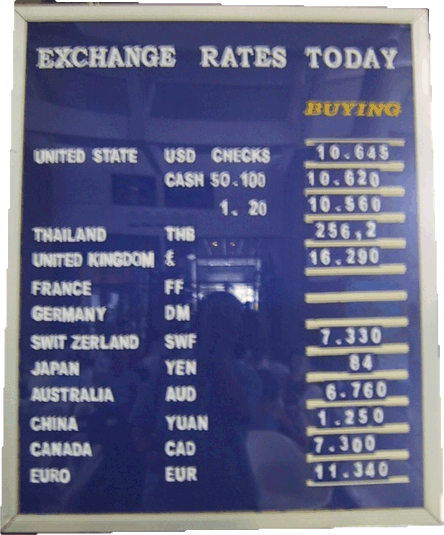 EXCHANGE RATES TODAY
BUYING
UNITED STATE USD CHECKS 10.645
CASH 50.100 10.620
1. 20 10.560
THAILAND THB 256,2
UNITED KINGDOM £ 16.290
FRANCE FF
GERMANY DM
SWIT ZERLAND SWF 7.330
JAPAN YEN 84
AUSTRALIA AUD 6.760
CHINA YUAN 1.250
CANADA CAD 7.300
EURO EUR 11.340